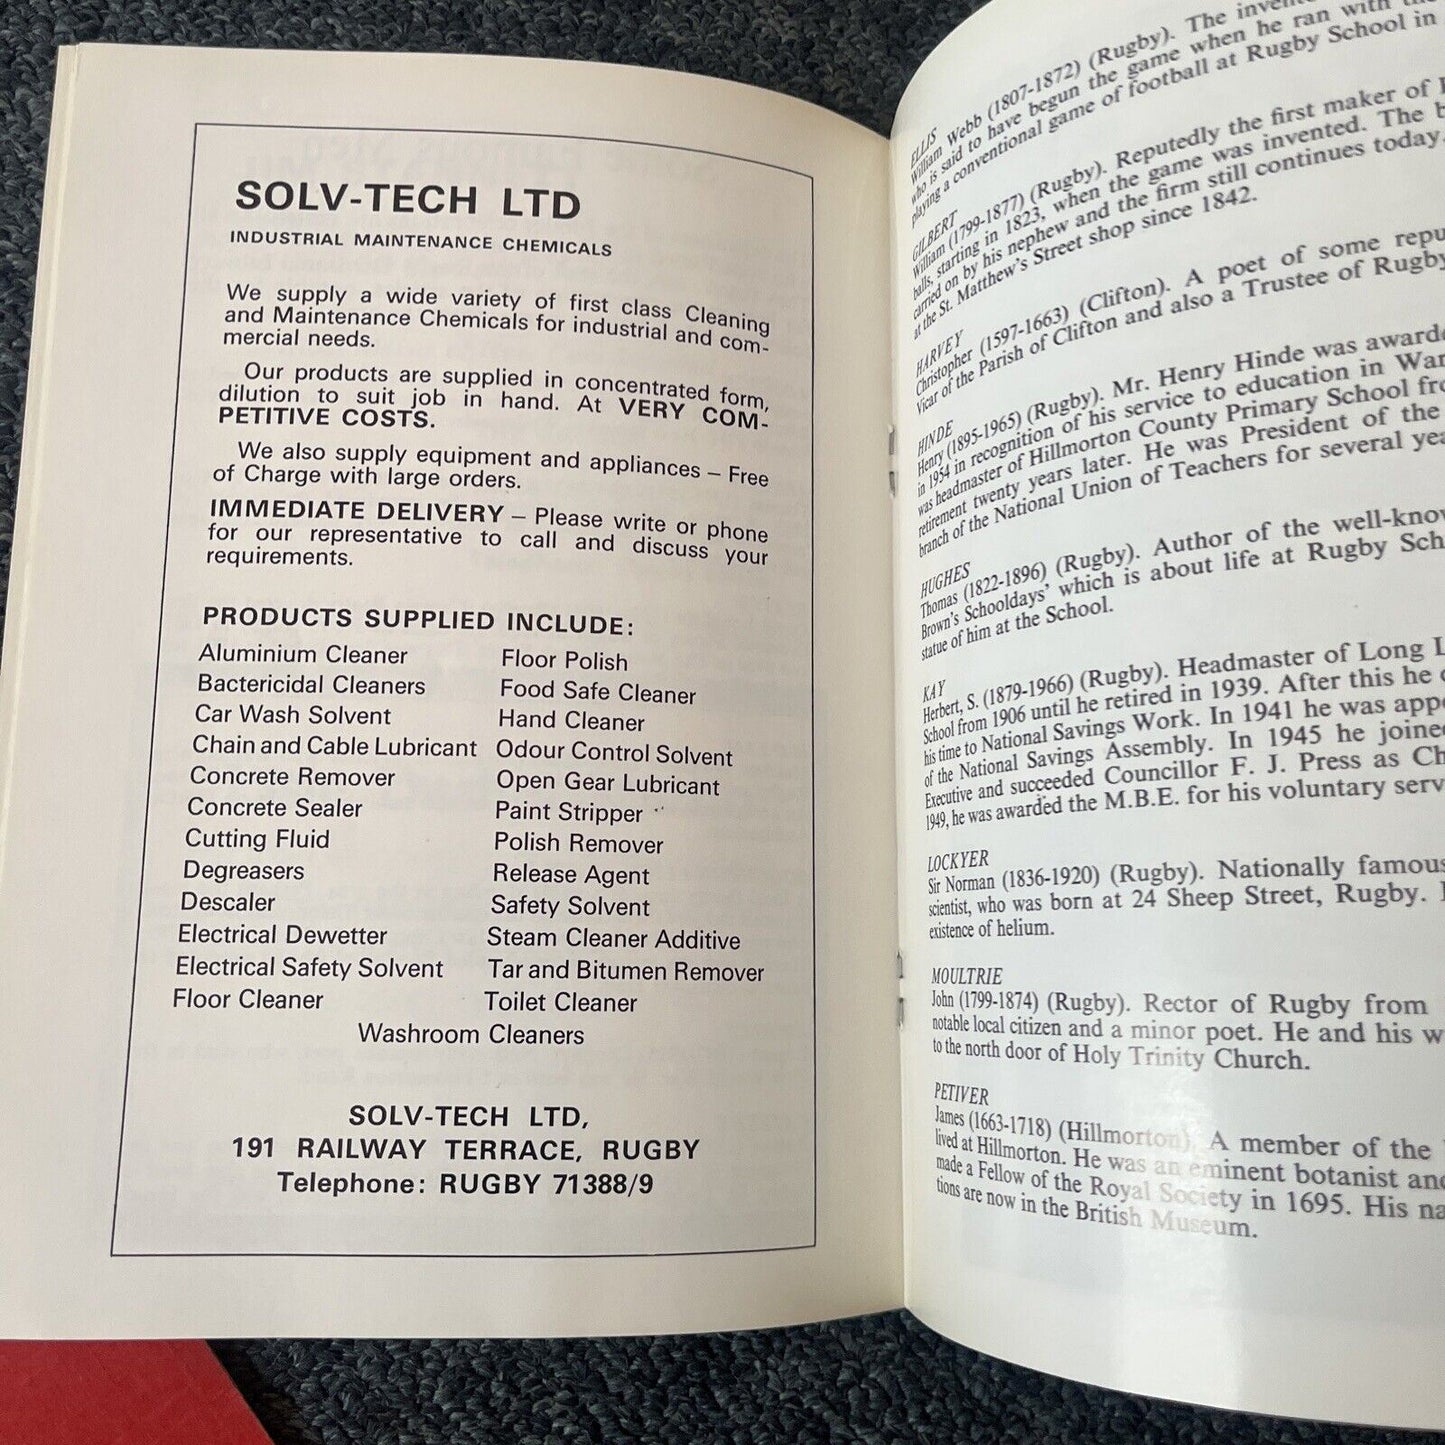 SOLV-TECH LTD
INDUSTRIAL MAINTENANCE CHEMICALS
We supply a wide variety of first class Cleaning
and Maintenance Chemicals for industrial and com-
mercial needs.
Our products are supplied in concentrated form,
dilution to suit job in hand. At VERY COM-
PETITIVE COSTS.
We also supply equipment and appliances – Free
of Charge with large orders.
IMMEDIATE DELIVERY – Please write or phone
for our representative to call and discuss your
requirements.
PRODUCTS SUPPLIED INCLUDE:
Aluminium Cleaner
Bactericidal Cleaners
Car Wash Solvent
Chain and Cable Lubricant
Concrete Remover
Concrete Sealer
Cutting Fluid
Degreasers
Descaler
Electrical Dewetter
Electrical Safety Solvent
Floor Cleaner
Floor Polish
Food Safe Cleaner
Hand Cleaner
Odour Control Solvent
Open Gear Lubricant
Paint Stripper
Polish Remover
Release Agent
Safety Solvent
Steam Cleaner Additive
Tar and Bitumen Remover
Toilet Cleaner
Washroom Cleaners
SOLV-TECH LTD,
191 RAILWAY TERRACE, RUGBY
Telephone: RUGBY 71388/9
ELLIS
William Webb (1807-1872) (Rugby). The
who is said to have begun the game when he ran with
playing a conventional game of football at Rugby School in
GILBERT
William (1799-1877) (Rugby). Reputedly the first maker of
balls, starting in 1823, when the game was invented. The
carried on by his nephew and the firm still continues today.
at the St. Matthew's Street shop since 1842.
HARVEY
Christopher (1597-1663) (Clifton). A poet of some
Vicar of the Parish of Clifton and also a Trustee of Rugby
HINDE
Henry (1895-1965) (Rugby). Mr. Henry Hinde was
in 1954 in recognition of his service to education in
was headmaster of Hillmorton County Primary School
retirement twenty years later. He was President of the
branch of the National Union of Teachers for several
HUGHES
Thomas (1822-1896) (Rugby). Author of the
Brown's Schooldays' which is about life at Rugby
statue of him at the School.
KAY
Herbert, S. (1879-1966) (Rugby). Headmaster of Long
School from 1906 until he retired in 1939. After this he
his time to National Savings Work. In 1941 he was
of the National Savings Assembly. In 1945 he joined
Executive and succeeded Councillor F. J. Press as
1949, he was awarded the M.B.E. for his voluntary
LOCKYER
Sir Norman (1836-1920) (Rugby). Nationally famous
scientist, who was born at 24 Sheep Street, Rugby.
existence of helium.
MOULTRIE
John (1799-1874) (Rugby). Rector of Rugby from
notable local citizen and a minor poet. He and his
to the north door of Holy Trinity Church.
PETIVER
James (1663-1718) (Hillmorton). A member of the
lived at Hillmorton. He was an eminent botanist and
made a Fellow of the Royal Society in 1695. His
tions are now in the British Museum.